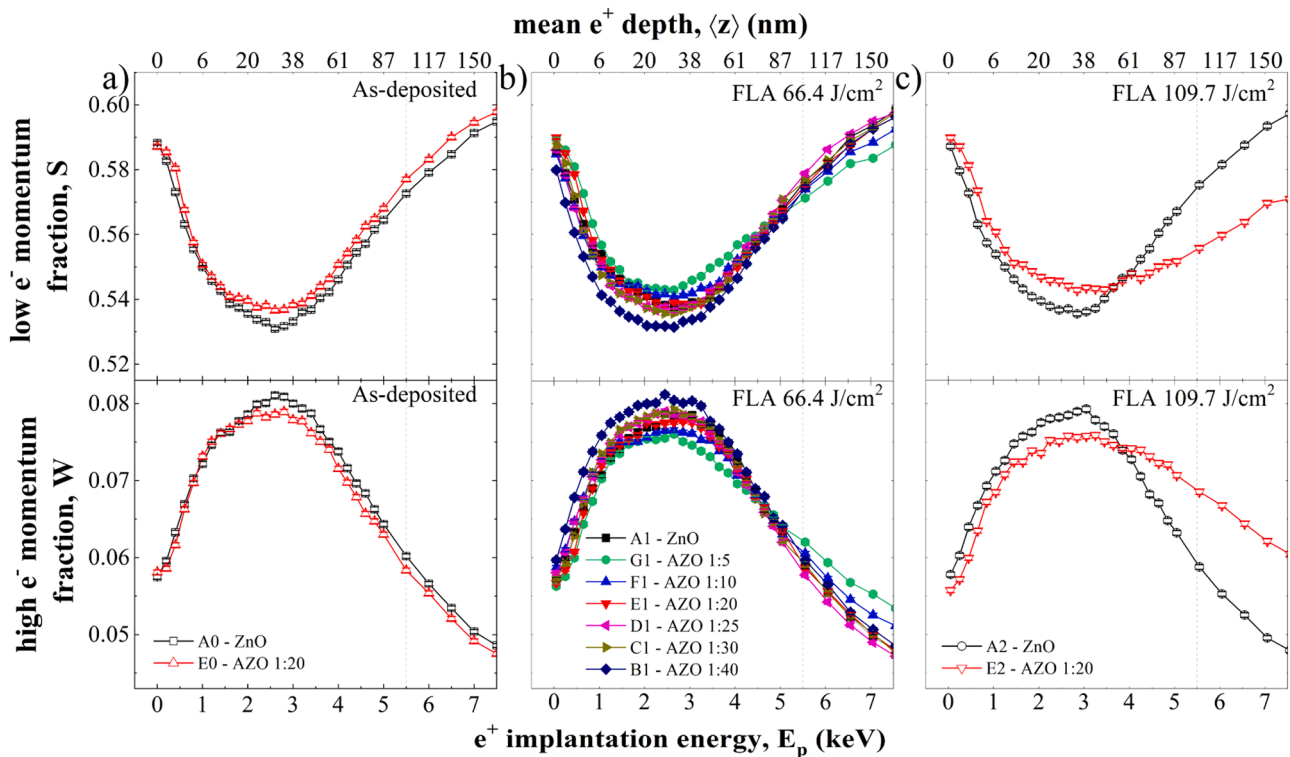 mean e⁺ depth, ⟨z⟩ (nm)
0 6 20 38 61 87 117 150 0 6 20 38 61 87 117 150 0 6 20 38 61 87 117 150
a) b) c)
As-deposited FLA 66.4 J/cm² FLA 109.7 J/cm²
0.60
0.58
0.56
0.54
0.52
low e⁻ momentum
fraction, S
As-deposited FLA 66.4 J/cm² FLA 109.7 J/cm²
0.08
0.07
0.06
0.05
high e⁻ momentum
fraction, W
A0 - ZnO
E0 - AZO 1:20
A1 - ZnO
G1 - AZO 1:5
F1 - AZO 1:10
E1 - AZO 1:20
D1 - AZO 1:25
C1 - AZO 1:30
B1 - AZO 1:40
A2 - ZnO
E2 - AZO 1:20
0 1 2 3 4 5 6 7 0 1 2 3 4 5 6 7 0 1 2 3 4 5 6 7
e⁺ implantation energy, Eₚ (keV)